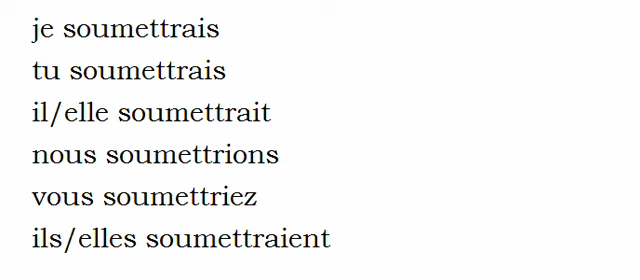 je soumettrais
tu soumettrais
il/elle soumettrait
nous soumettrions
vous soumettriez
ils/elles soumettraient